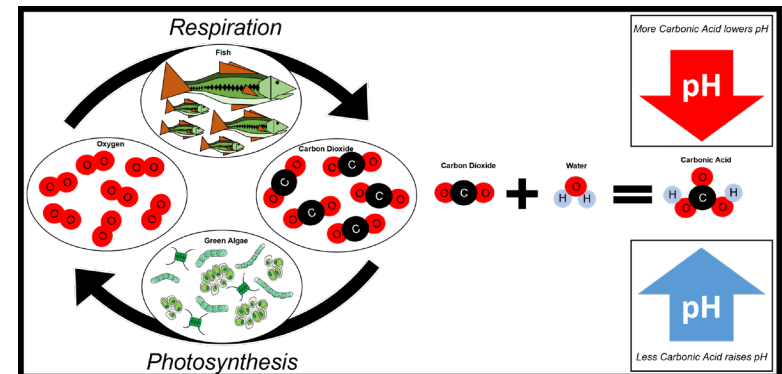 Respiration
Fish
Oxygen
O O
O O
O O
O O
O O
O O
O O
O O
O O
Carbon Dioxide
C O
O C O
O C O
O C O
O C O
O C O
Green Algae
Photosynthesis
Carbon Dioxide
O C O
+
Water
O
H H
=
Carbonic Acid
O
H C H
O O
More Carbonic Acid lowers pH
pH
pH
Less Carbonic Acid raises pH